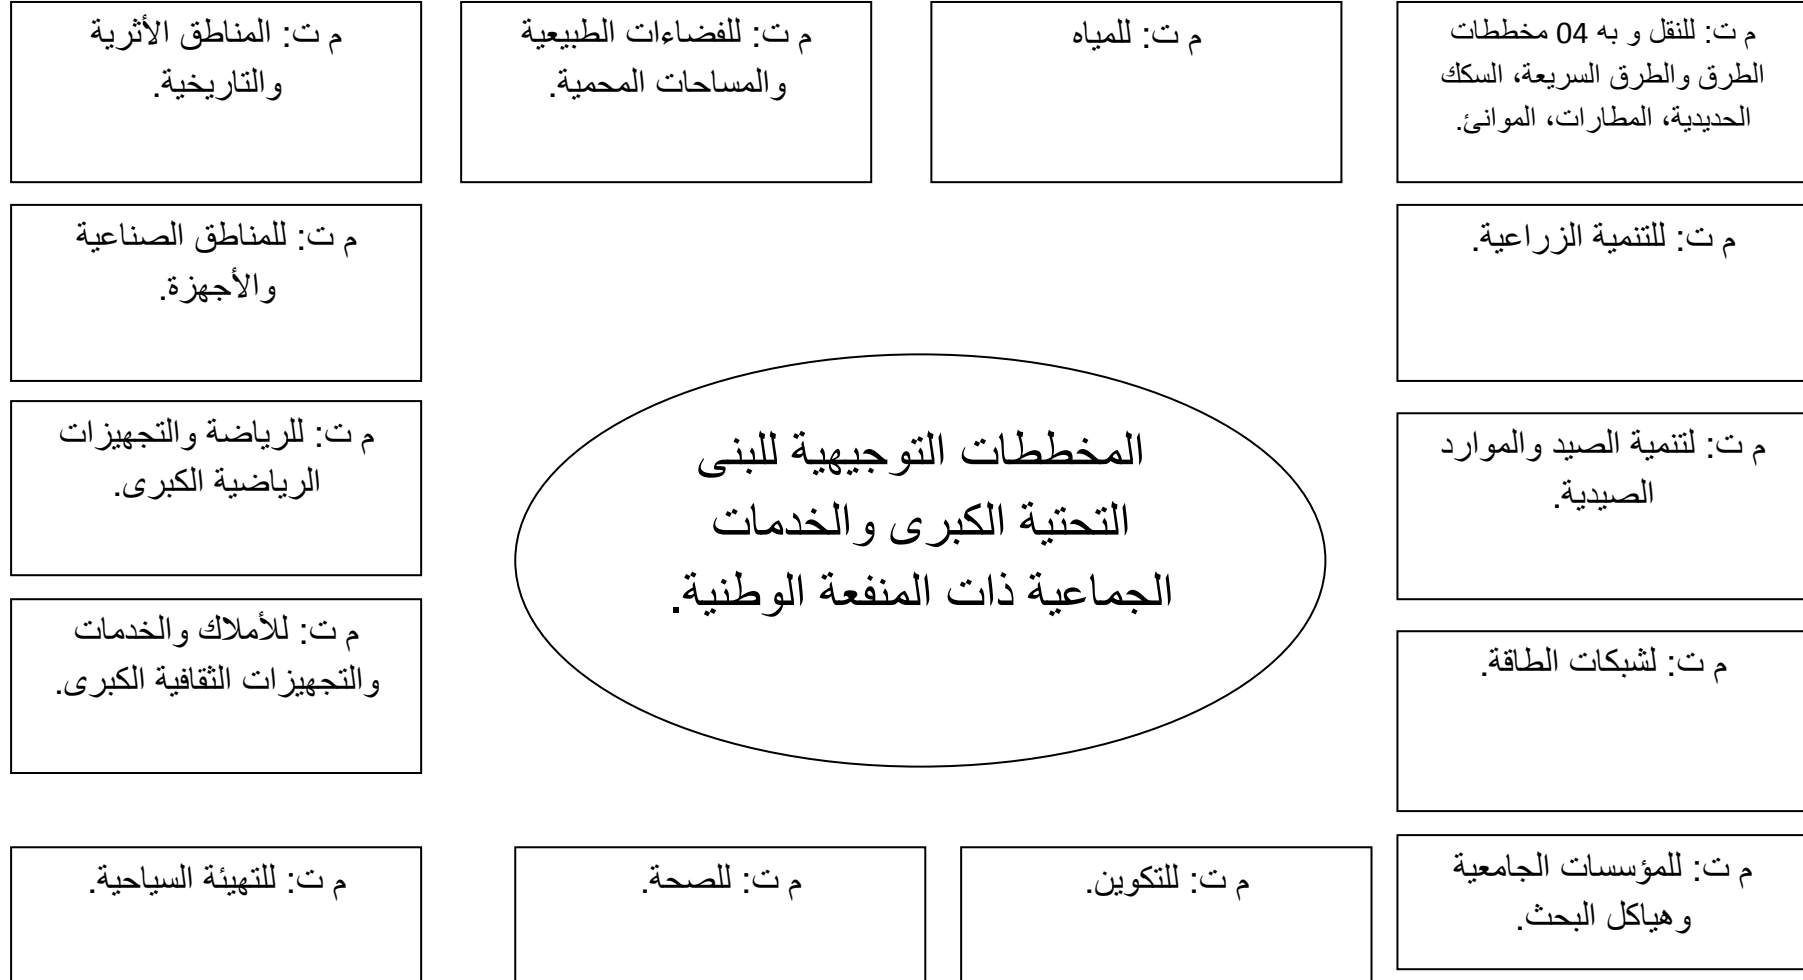 م ت: للنقل و به 04 مخططات
الطرق والطرق السريعة، السكك
الحديدية، المطارات، الموانئ.
م ت: للمياه
م ت: للفضاءات الطبيعية
والمساحات المحمية.
م ت: المناطق الأثرية
والتاريخية.
م ت: للتنمية الزراعية.
م ت: للمناطق الصناعية
والأجهزة.
المخططات التوجيهية للبنى
التحتية الكبرى والخدمات
الجماعية ذات المنفعة الوطنية.
م ت: لتنمية الصيد والموارد
الصيدية.
م ت: للرياضة والتجهيزات
الرياضية الكبرى.
م ت: لشبكات الطاقة.
م ت: للأملاك والخدمات
والتجهيزات الثقافية الكبرى.
م ت: للمؤسسات الجامعية
وهياكل البحث.
م ت: للتكوين.
م ت: للصحة.
م ت: للتهيئة السياحية.